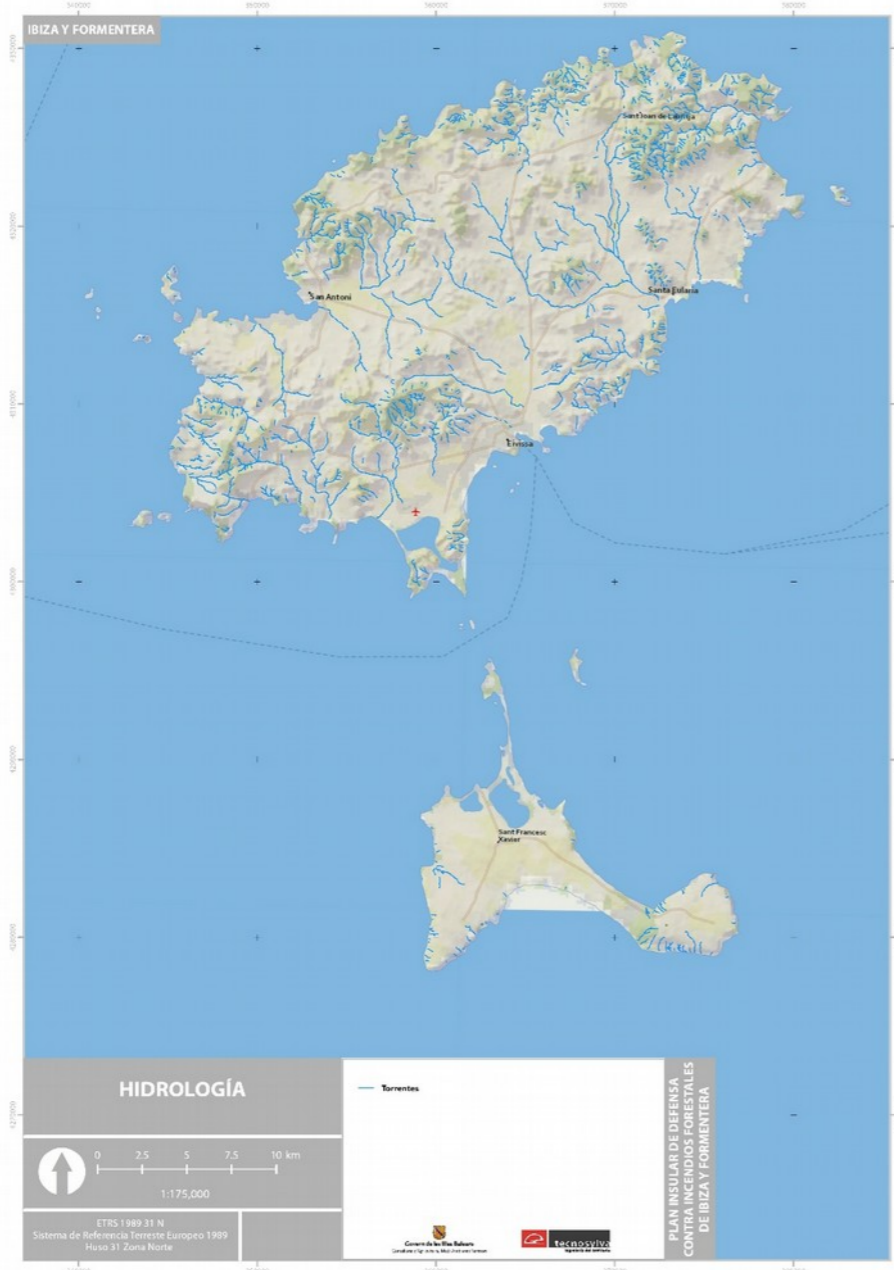 IBIZA Y FORMENTERA
Sant Joan de Labritja
San Antoni
Santa Eularia
Eivissa
Sant Francesc
Xavier
HIDROLOGÍA
0 2.5 5 7.5 10 km
1:175,000
ETRS 1989 31 N
Sistema de Referencia Terreste Europeo 1989
Huso 31 Zona Norte
Torrentes
Govern de les Illes Balears
tecnosylva
PLAN INSULAR DE DEFENSA
CONTRA INCENDIOS FORESTALES
DE IBIZA Y FORMENTERA